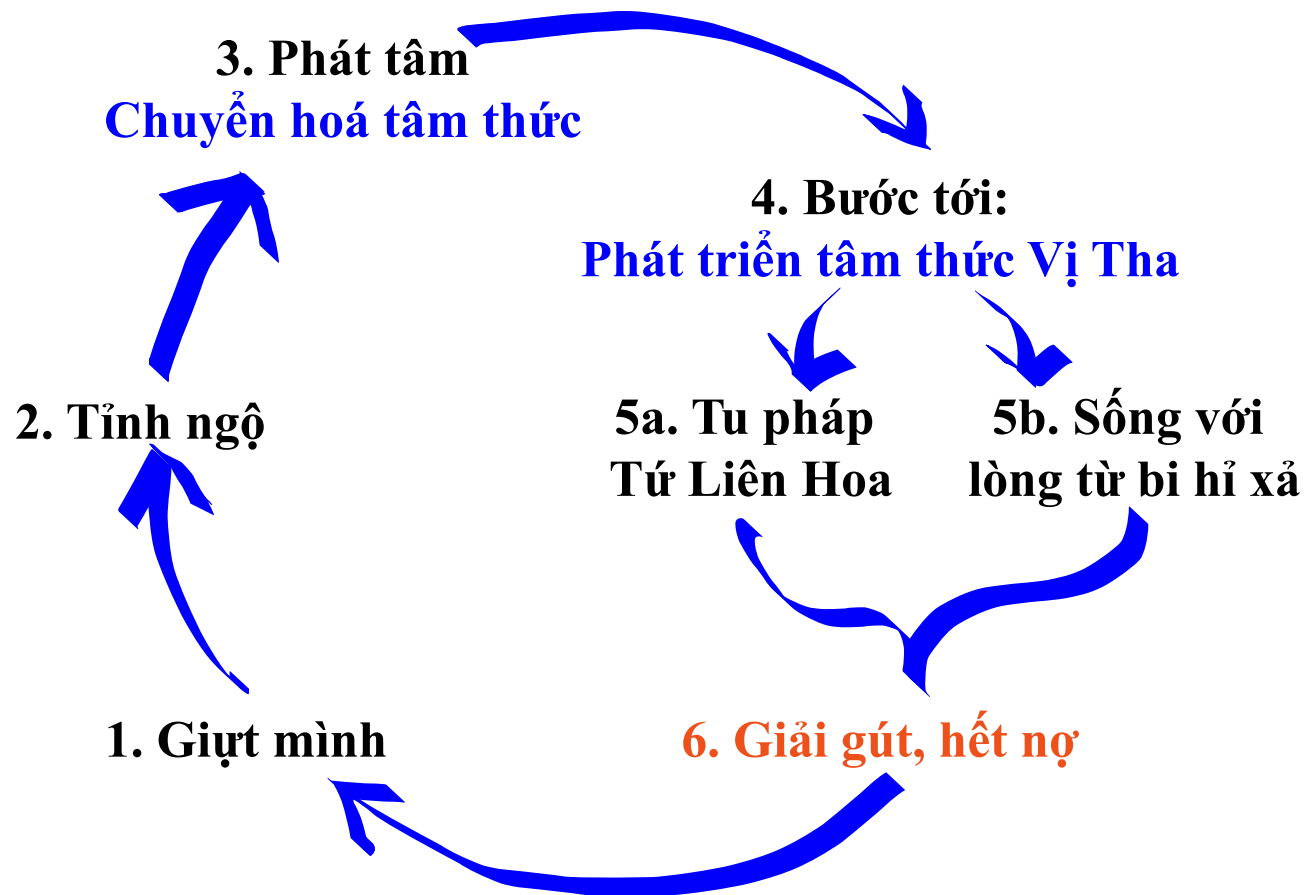 3. Phát tâm
Chuyển hoá tâm thức
4. Bước tới:
Phát triển tâm thức Vị Tha
2. Tỉnh ngộ
5a. Tu pháp
Tứ Liên Hoa
5b. Sống với
lòng từ bi hỉ xả
1. Giựt mình
6. Giải gút, hết nợ